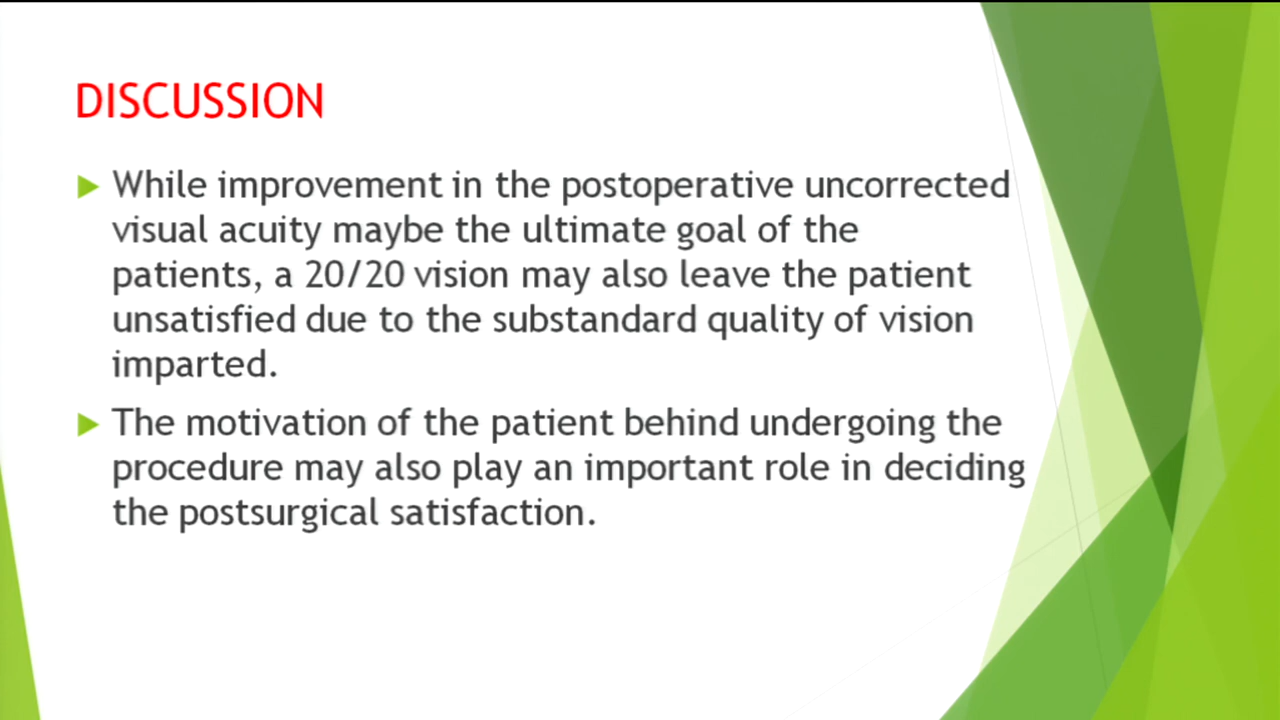 DISCUSSION
While improvement in the postoperative uncorrected
visual acuity maybe the ultimate goal of the
patients, a 20/20 vision may also leave the patient
unsatisfied due to the substandard quality of vision
imparted.
The motivation of the patient behind undergoing the
procedure may also play an important role in deciding
the postsurgical satisfaction.